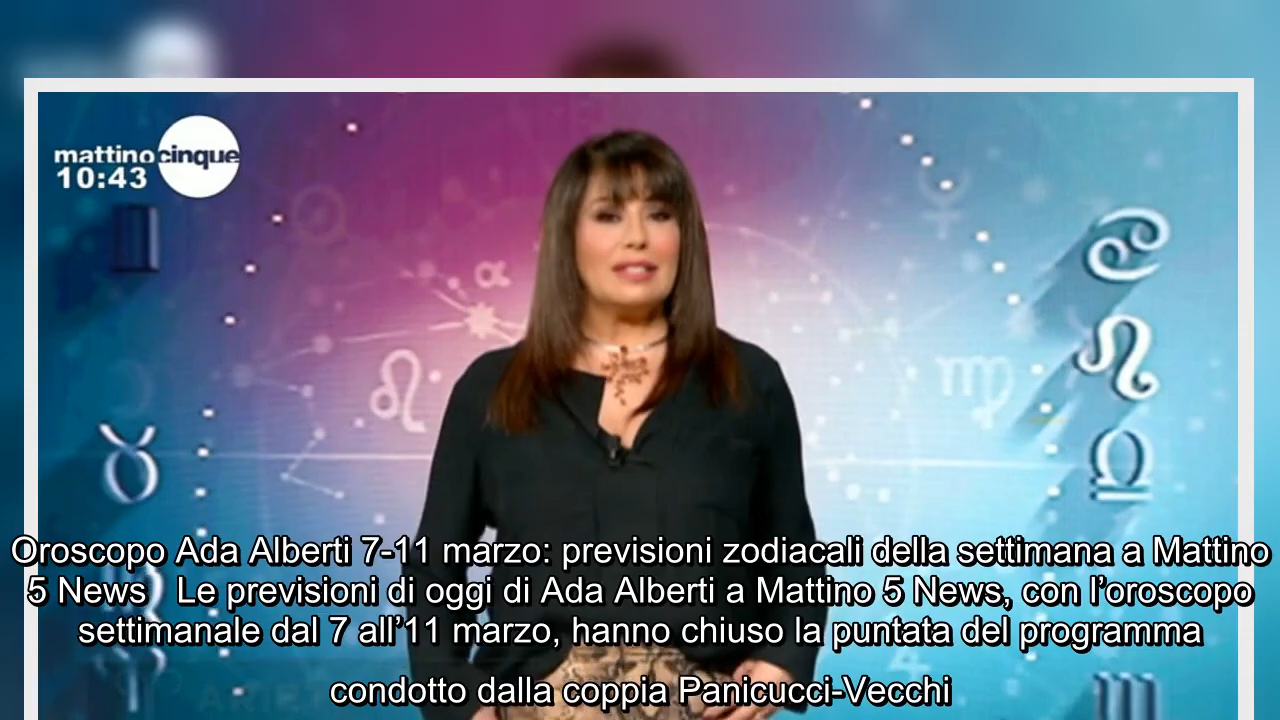 mattino cinque
10:43
Oroscopo Ada Alberti 7-11 marzo: previsioni zodiacali della settimana a Mattino
5 News Le previsioni di oggi di Ada Alberti a Mattino 5 News, con l’oroscopo
settimanale dal 7 all’11 marzo, hanno chiuso la puntata del programma
condotto dalla coppia Panicucci-Vecchi